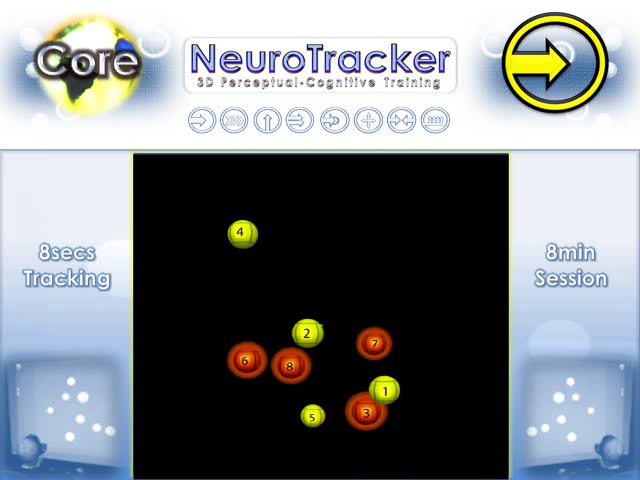 Core
NeuroTracker
3D Perceptual-Cognitive Training
8secs
Tracking
8min
Session
4
2
7
6
8
1
3
5